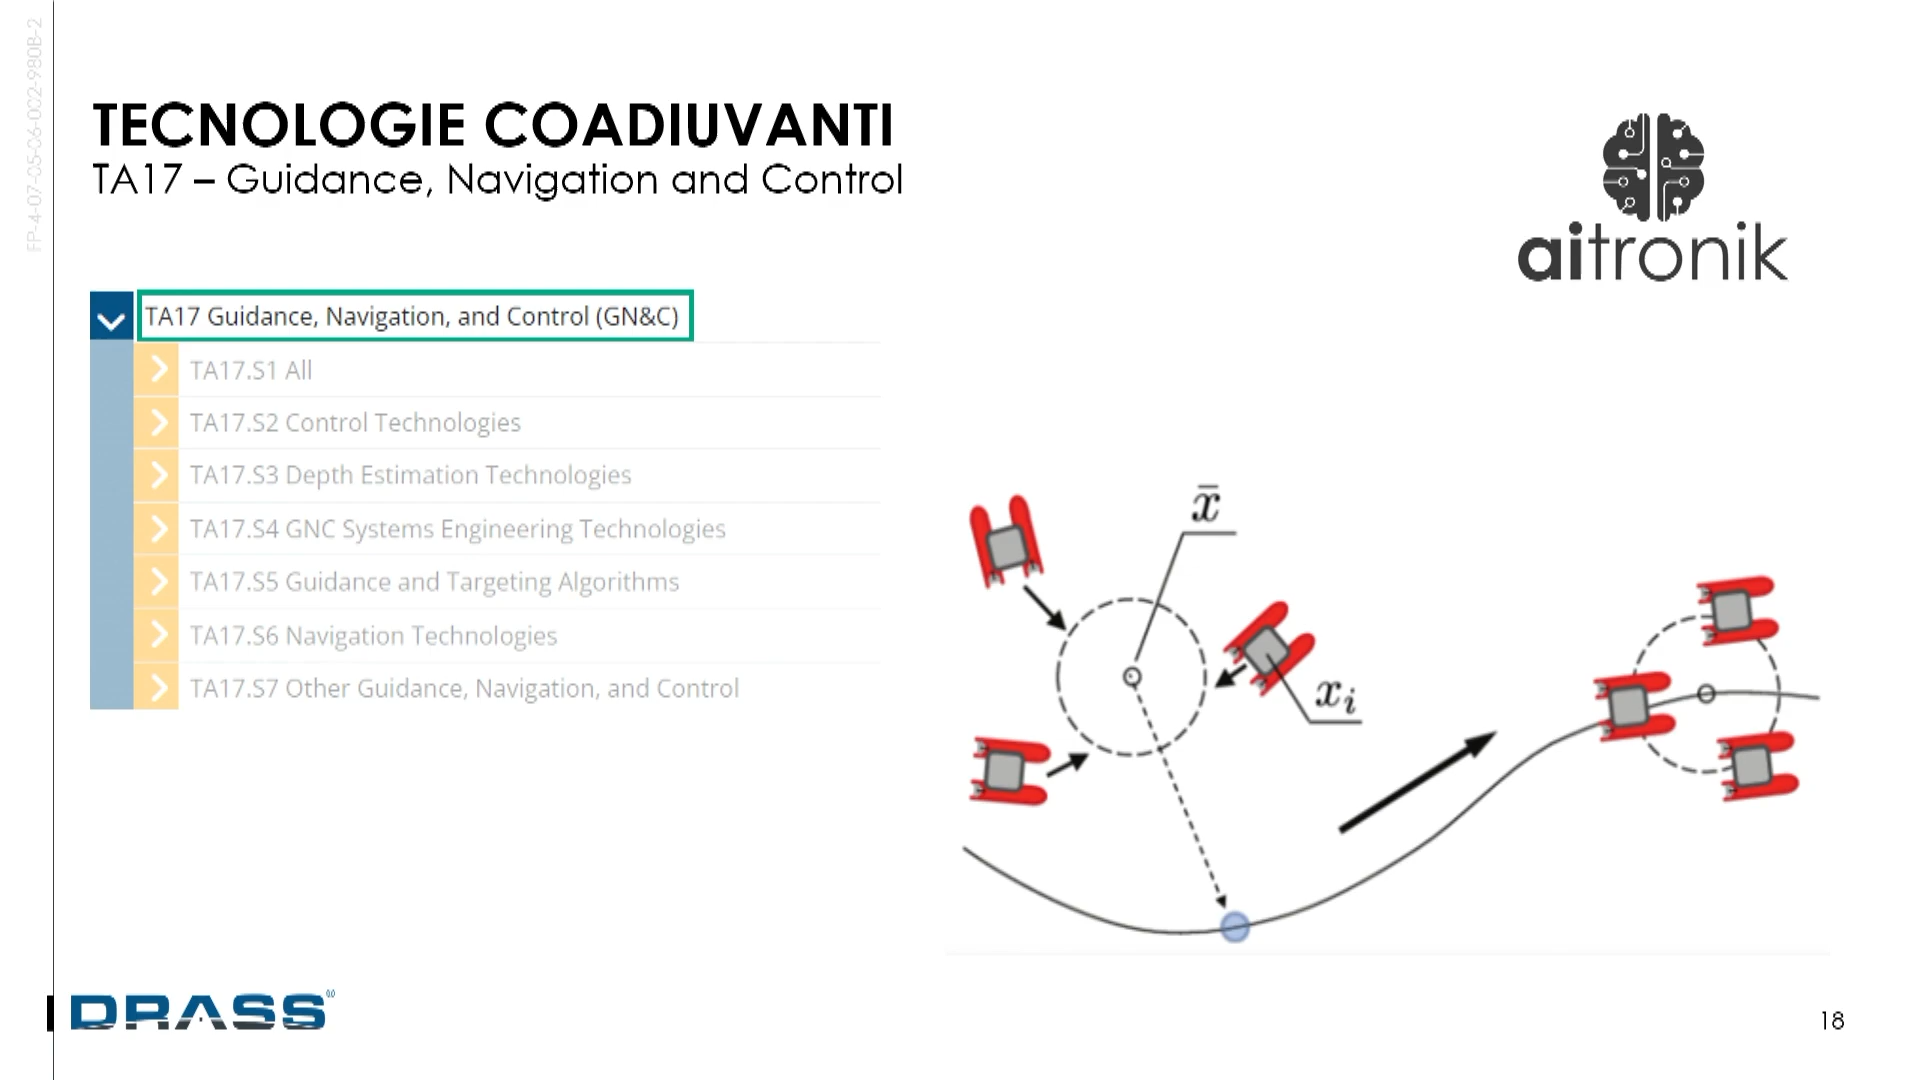 FP-4-07-05-06-002-980B-2
TECNOLOGIE COADIUVANTI
TA17 – Guidance, Navigation and Control
aitronik
TA17 Guidance, Navigation, and Control (GN&C)
TA17.S1 All
TA17.S2 Control Technologies
TA17.S3 Depth Estimation Technologies
TA17.S4 GNC Systems Engineering Technologies
TA17.S5 Guidance and Targeting Algorithms
TA17.S6 Navigation Technologies
TA17.S7 Other Guidance, Navigation, and Control
x̄
xᵢ
DRASS
18